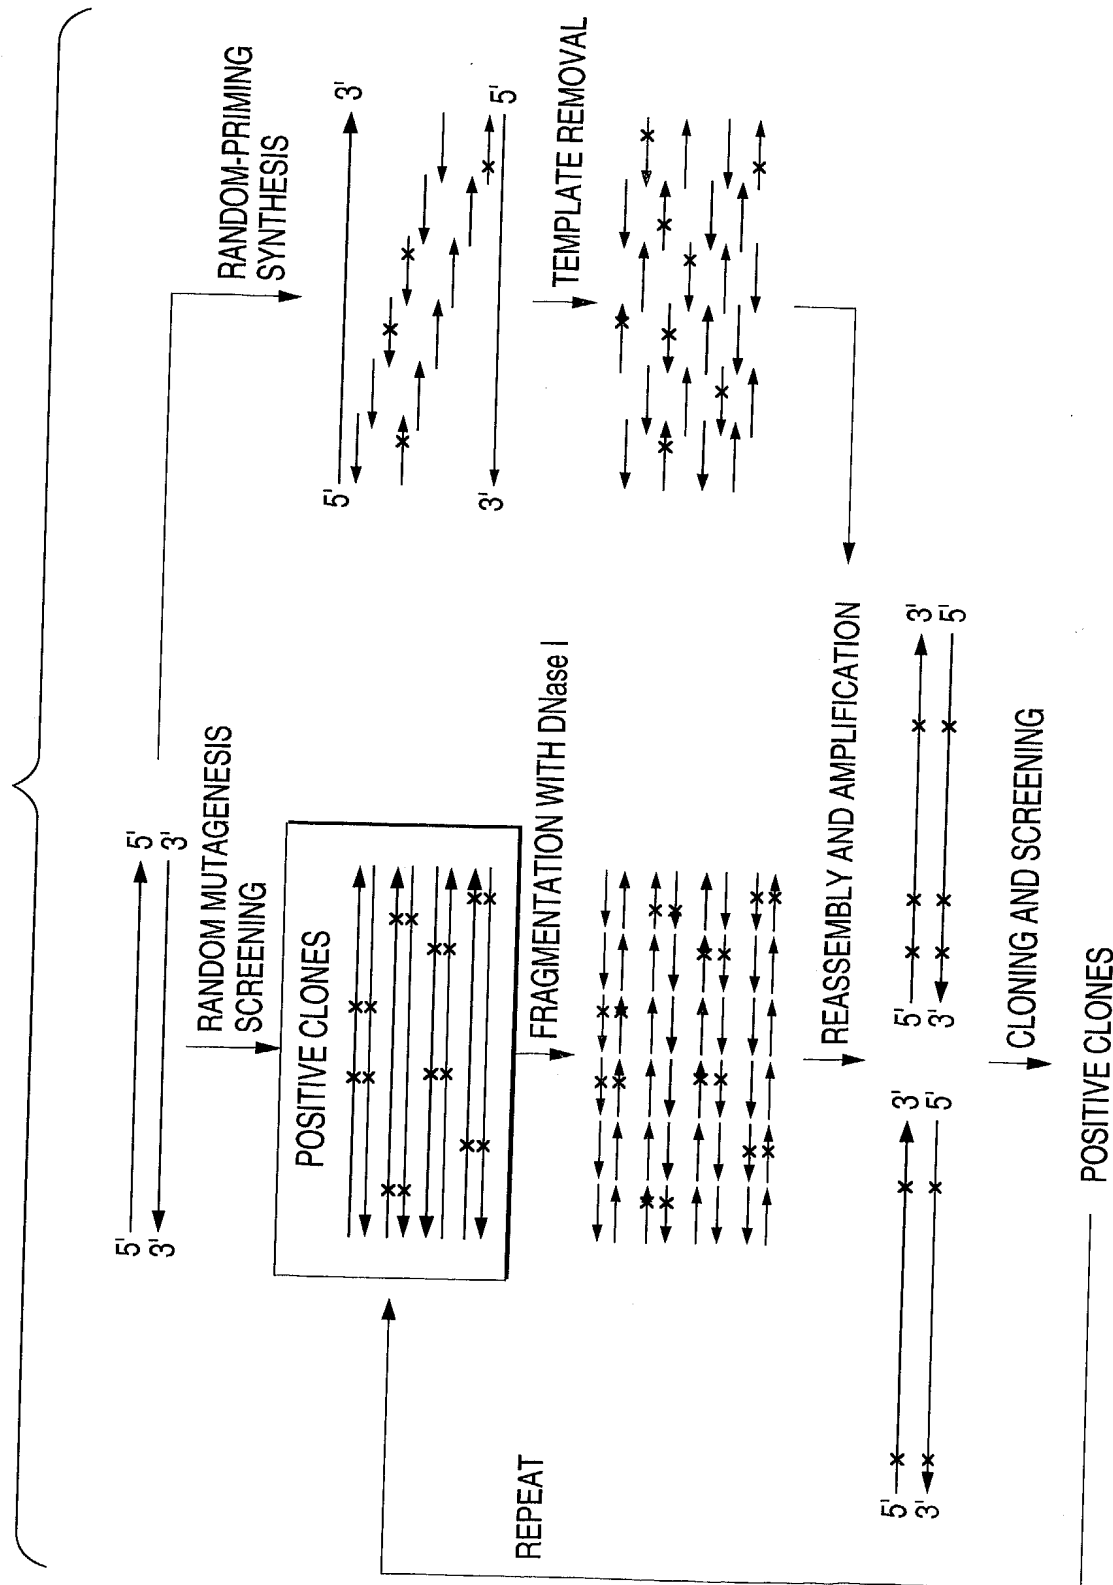 5'
3'
5'
3'
RANDOM MUTAGENESIS
SCREENING
RANDOM-PRIMING
SYNTHESIS
POSITIVE CLONES
5'
3'
3'
5'
FRAGMENTATION WITH DNase I
TEMPLATE REMOVAL
REPEAT
REASSEMBLY AND AMPLIFICATION
5'
3'
3'
5'
5'
3'
3'
5'
CLONING AND SCREENING
POSITIVE CLONES